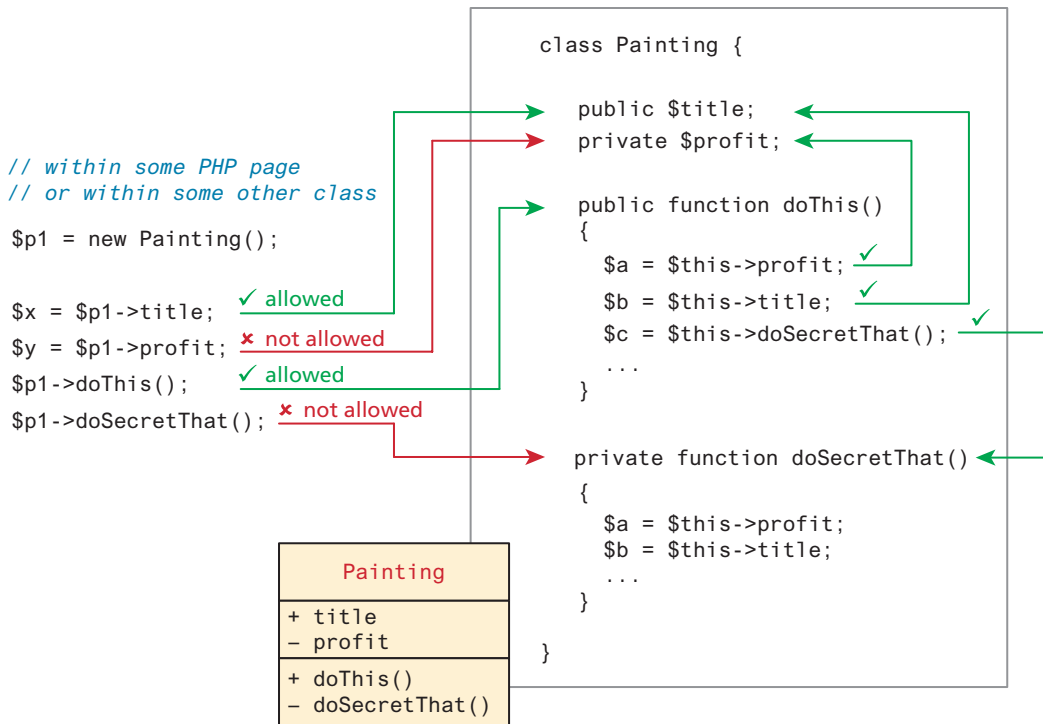 class Painting {
public $title;
private $profit;
public function doThis()
{
$a = $this->profit; ✓
$b = $this->title; ✓
$c = $this->doSecretThat(); ✓
...
}
private function doSecretThat()
{
$a = $this->profit;
$b = $this->title;
...
}
}
// within some PHP page
// or within some other class
$p1 = new Painting();
$x = $p1->title; ✓ allowed
$y = $p1->profit; ✘ not allowed
$p1->doThis(); ✓ allowed
$p1->doSecretThat(); ✘ not allowed
Painting
+ title
– profit
+ doThis()
– doSecretThat()